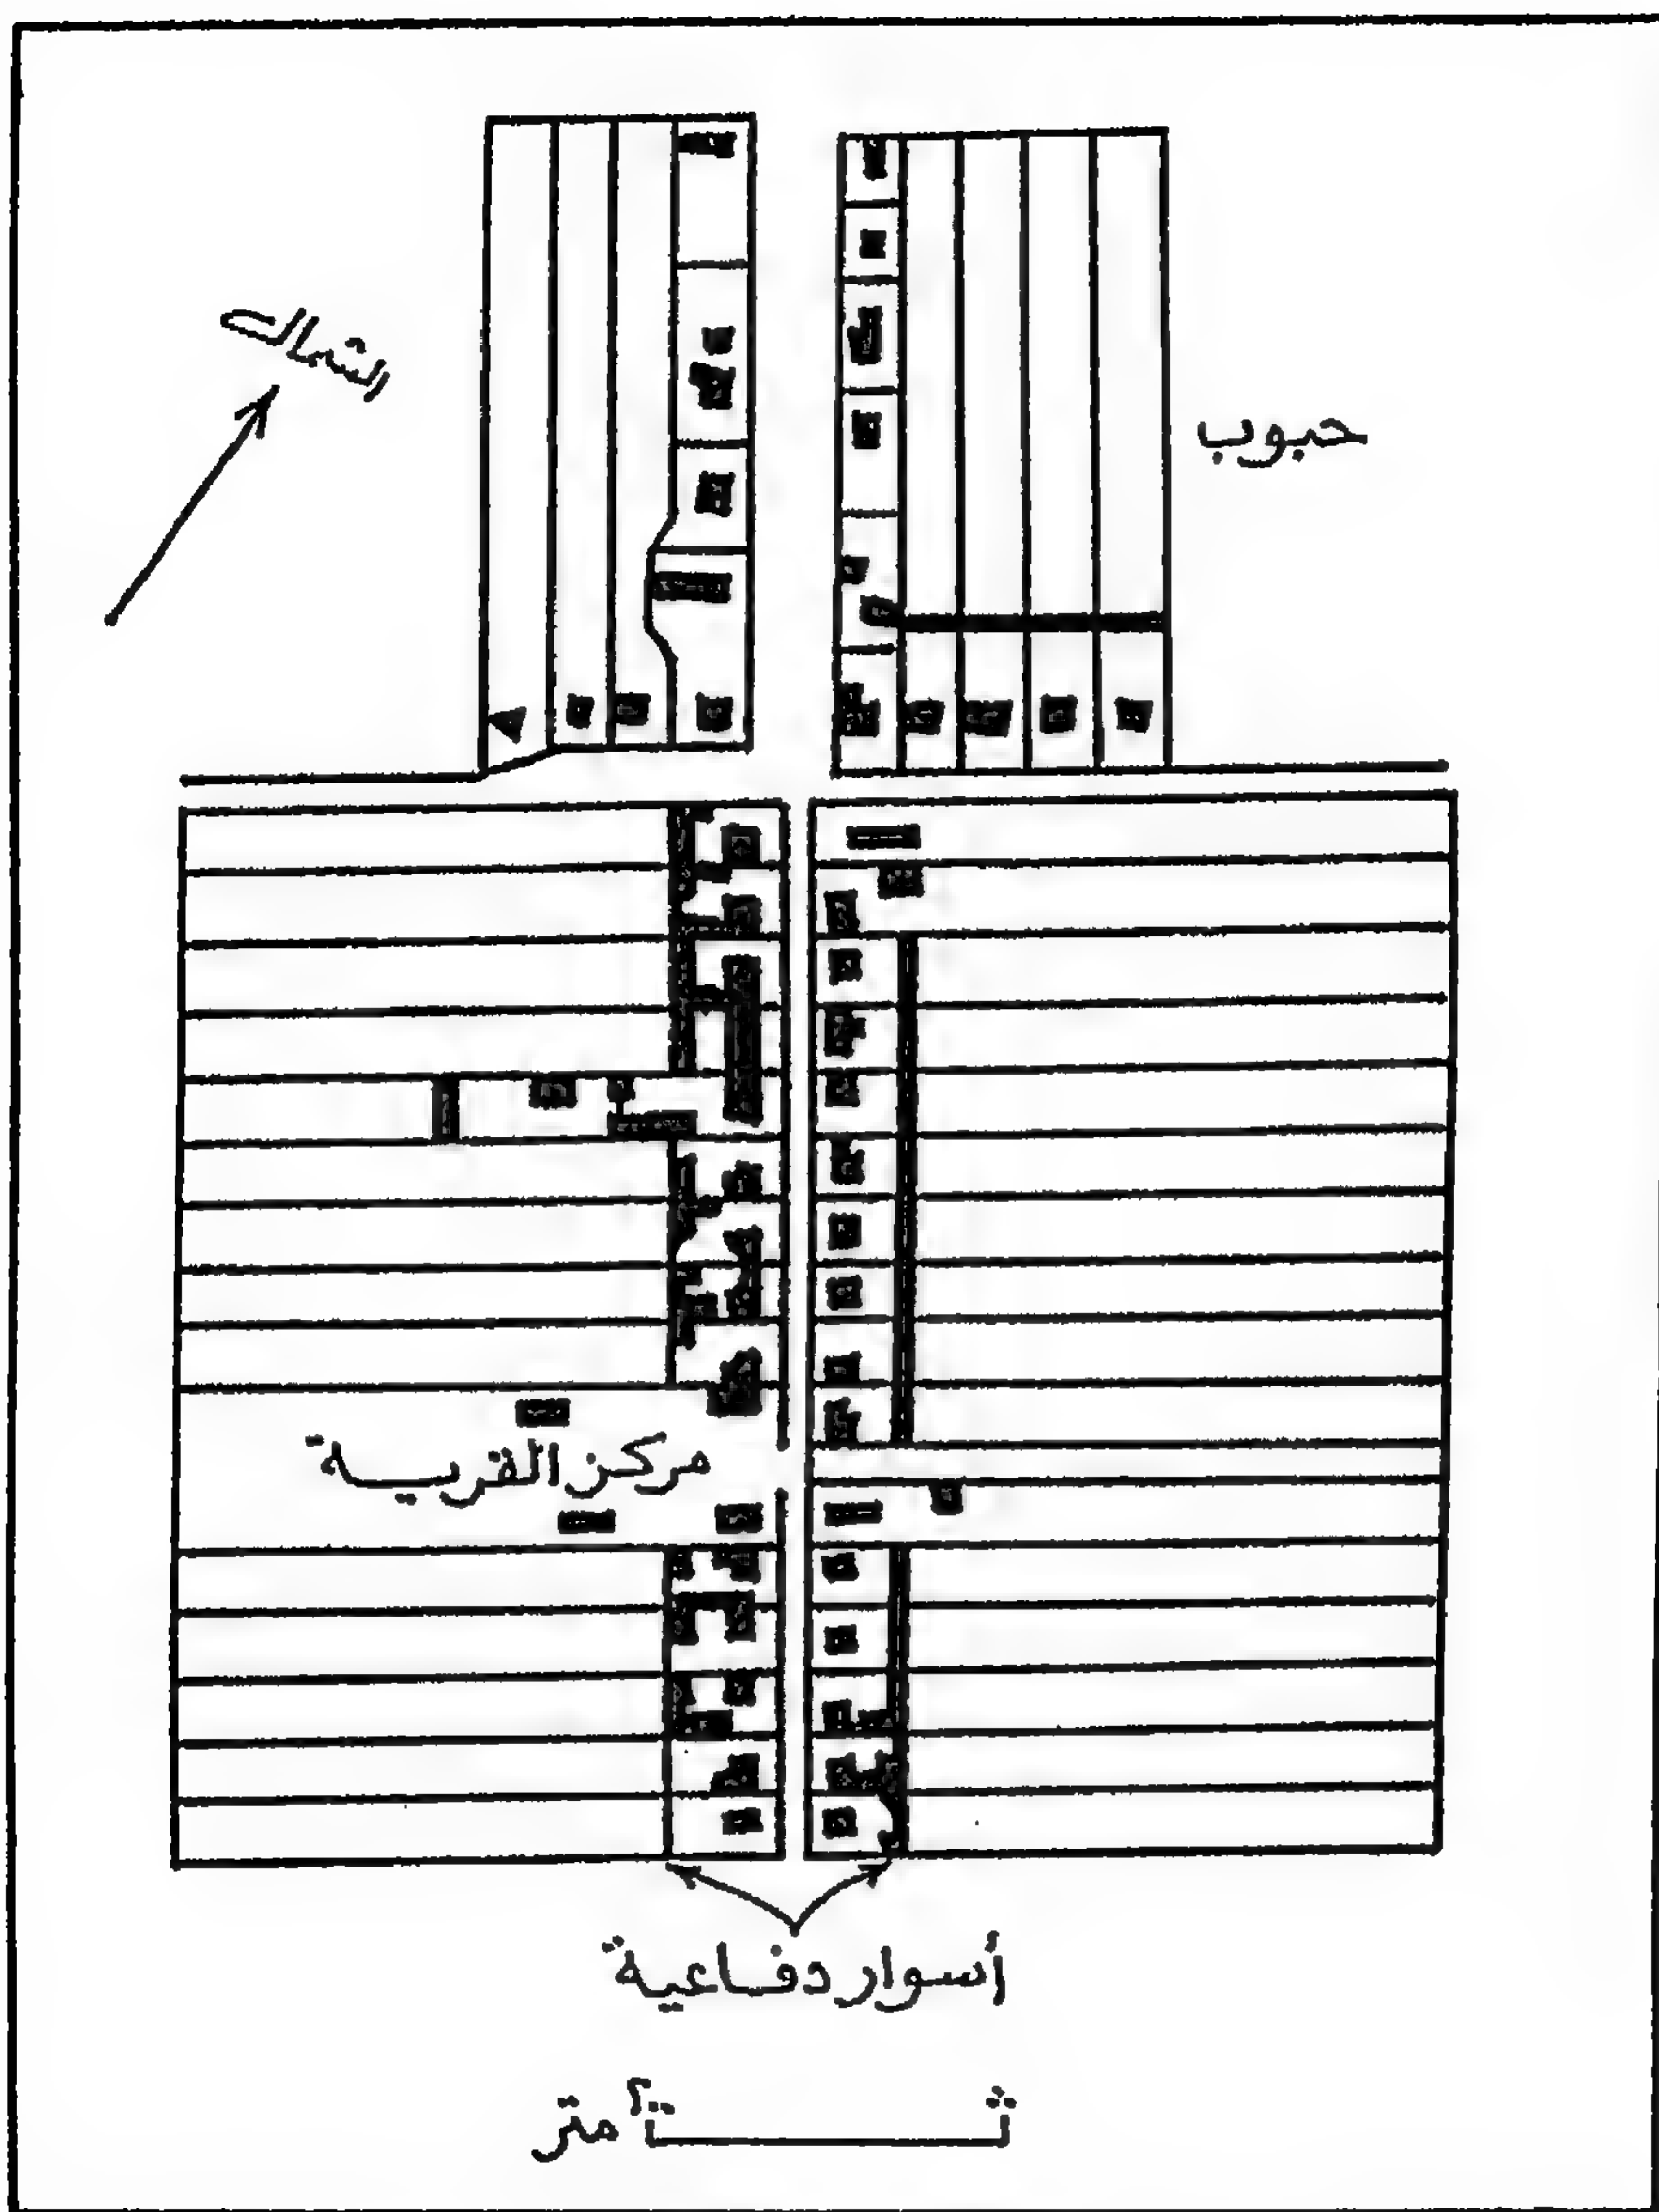 الشمال
حبوب
مركز القرية
أسوار دفاعية
متر